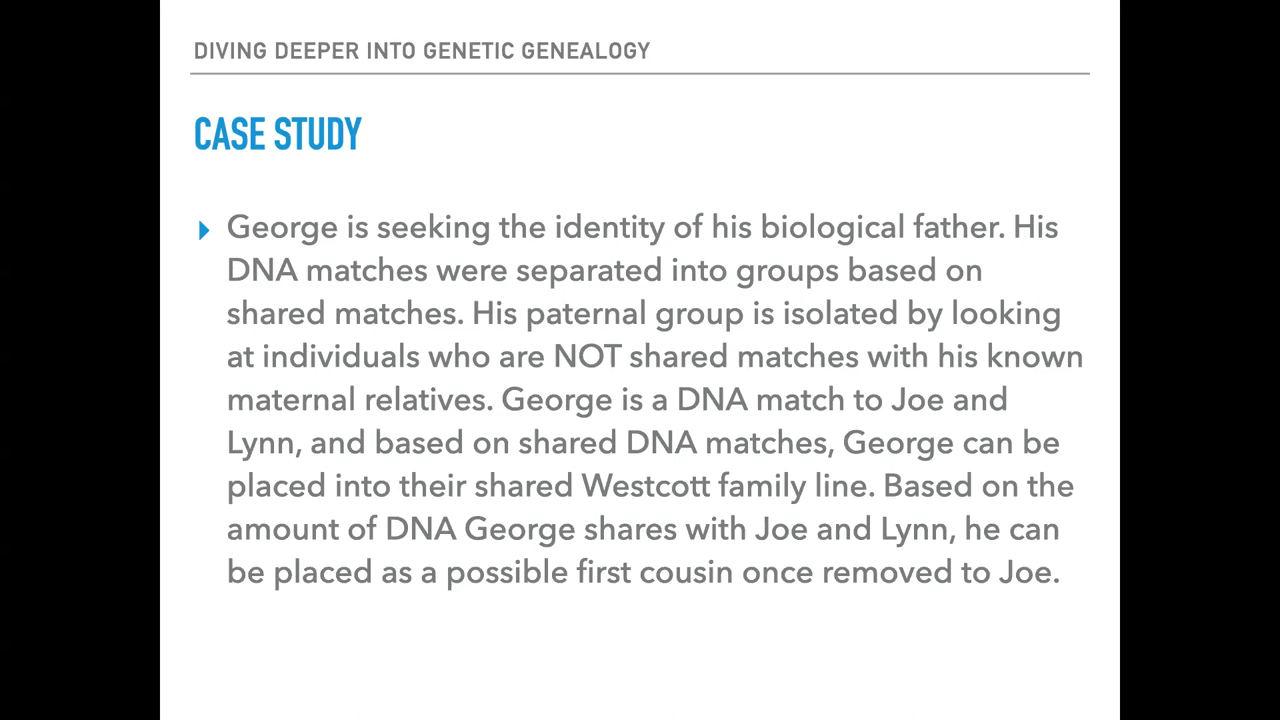 DIVING DEEPER INTO GENETIC GENEALOGY
CASE STUDY
George is seeking the identity of his biological father. His
DNA matches were separated into groups based on
shared matches. His paternal group is isolated by looking
at individuals who are NOT shared matches with his known
maternal relatives. George is a DNA match to Joe and
Lynn, and based on shared DNA matches, George can be
placed into their shared Westcott family line. Based on the
amount of DNA George shares with Joe and Lynn, he can
be placed as a possible first cousin once removed to Joe.